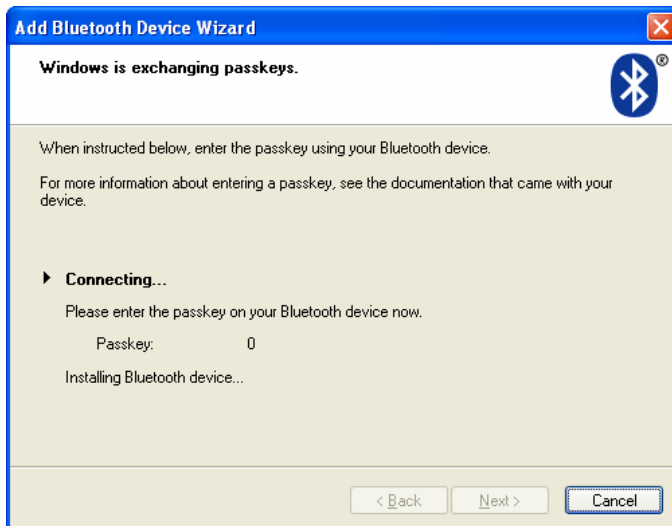 Add Bluetooth Device Wizard
Windows is exchanging passkeys.
®
When instructed below, enter the passkey using your Bluetooth device.
For more information about entering a passkey, see the documentation that came with your
device.
Connecting...
Please enter the passkey on your Bluetooth device now.
Passkey: 0
Installing Bluetooth device...
< Back Next > Cancel